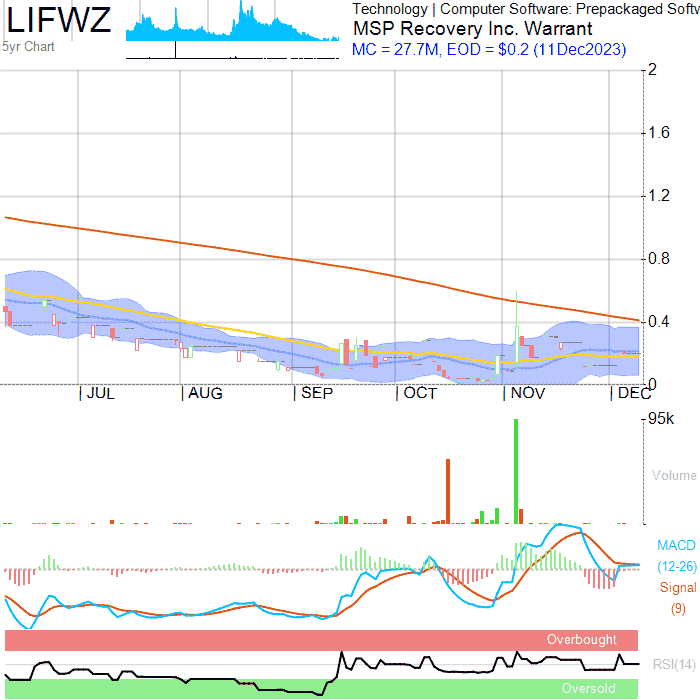 LIFWZ
5yr Chart
Technology | Computer Software: Prepackaged Softw
MSP Recovery Inc. Warrant
MC = 27.7M, EOD = $0.2 (11Dec2023)
2
1.6
1.2
0.8
0.4
0
| JUL
| AUG
| SEP
| OCT
| NOV
| DEC
95k
Volume
MACD
(12-26)
Signal
(9)
Overbought
RSI(14)
Oversold